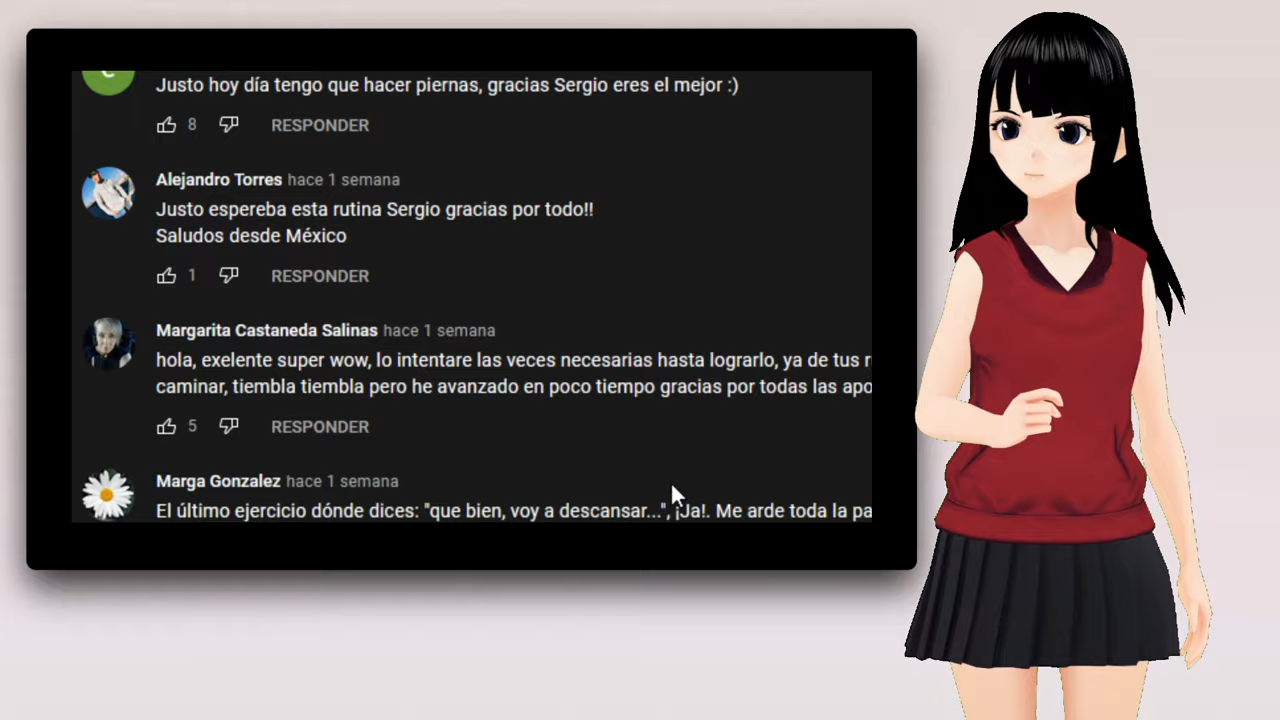 Justo hoy día tengo que hacer piernas, gracias Sergio eres el mejor :)
8 RESPONDER
Alejandro Torres hace 1 semana
Justo espereba esta rutina Sergio gracias por todo!!
Saludos desde México
1 RESPONDER
Margarita Castaneda Salinas hace 1 semana
hola, exelente super wow, lo intentare las veces necesarias hasta lograrlo, ya de tus
caminar, tiembla tiembla pero he avanzado en poco tiempo gracias por todas las apo
5 RESPONDER
Marga Gonzalez hace 1 semana
El último ejercicio dónde dices: "que bien, voy a descansar...", ¡Ja!. Me arde toda la pa